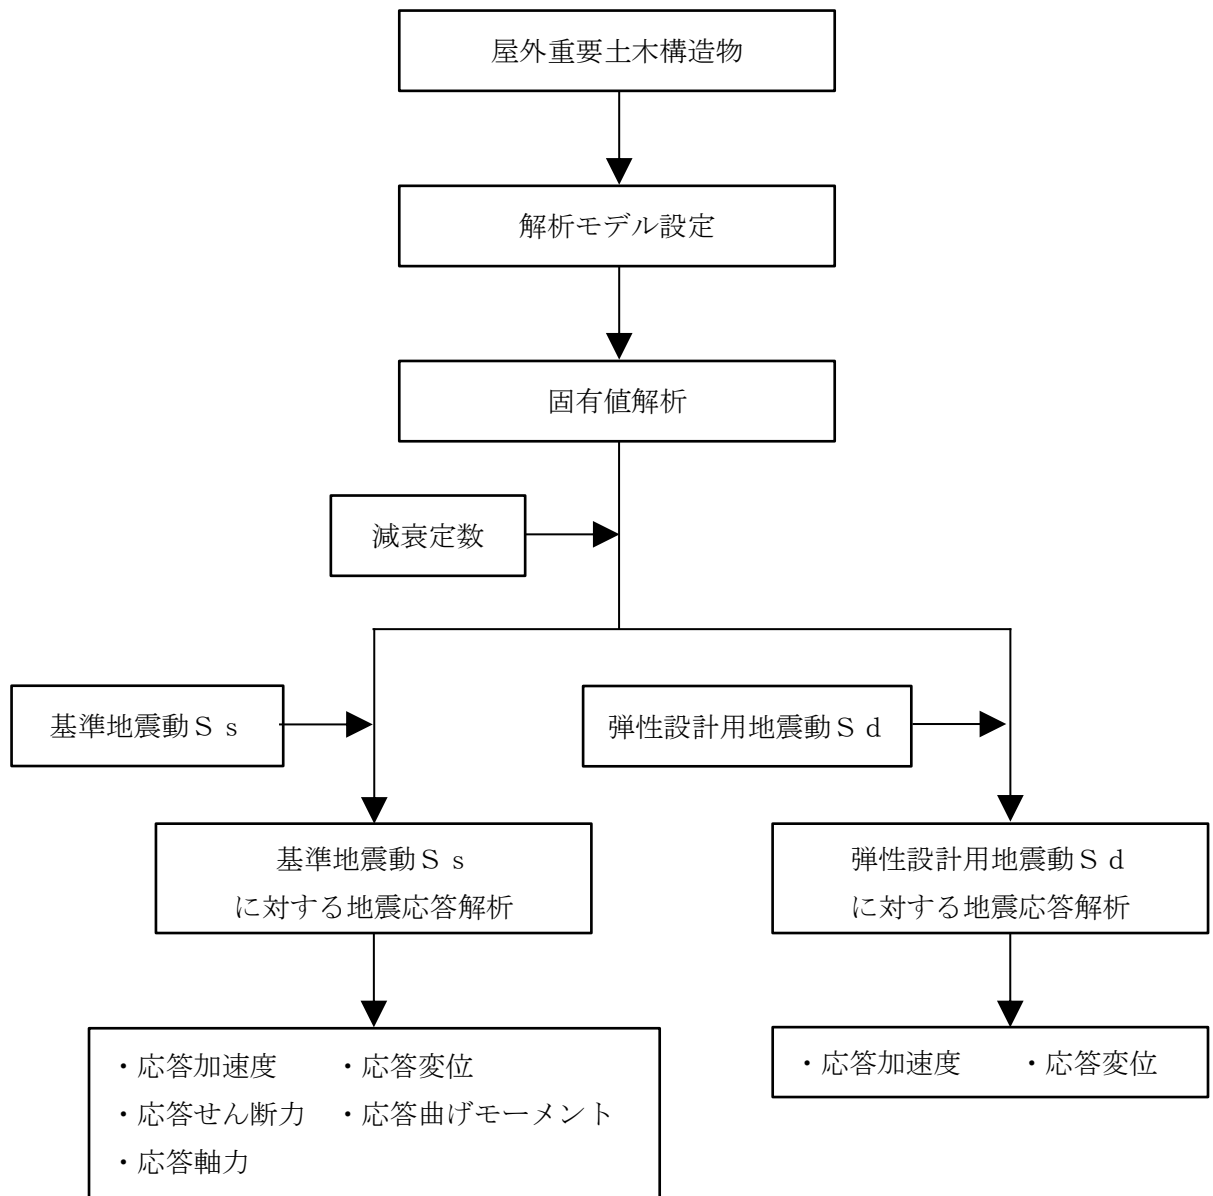 屋外重要土木構造物
解析モデル設定
固有値解析
減衰定数
基準地震動Ｓｓ
弾性設計用地震動Ｓｄ
基準地震動Ｓｓ
に対する地震応答解析
弾性設計用地震動Ｓｄ
に対する地震応答解析
・応答加速度　　・応答変位
・応答せん断力　・応答曲げモーメント
・応答軸力
・応答加速度　　・応答変位